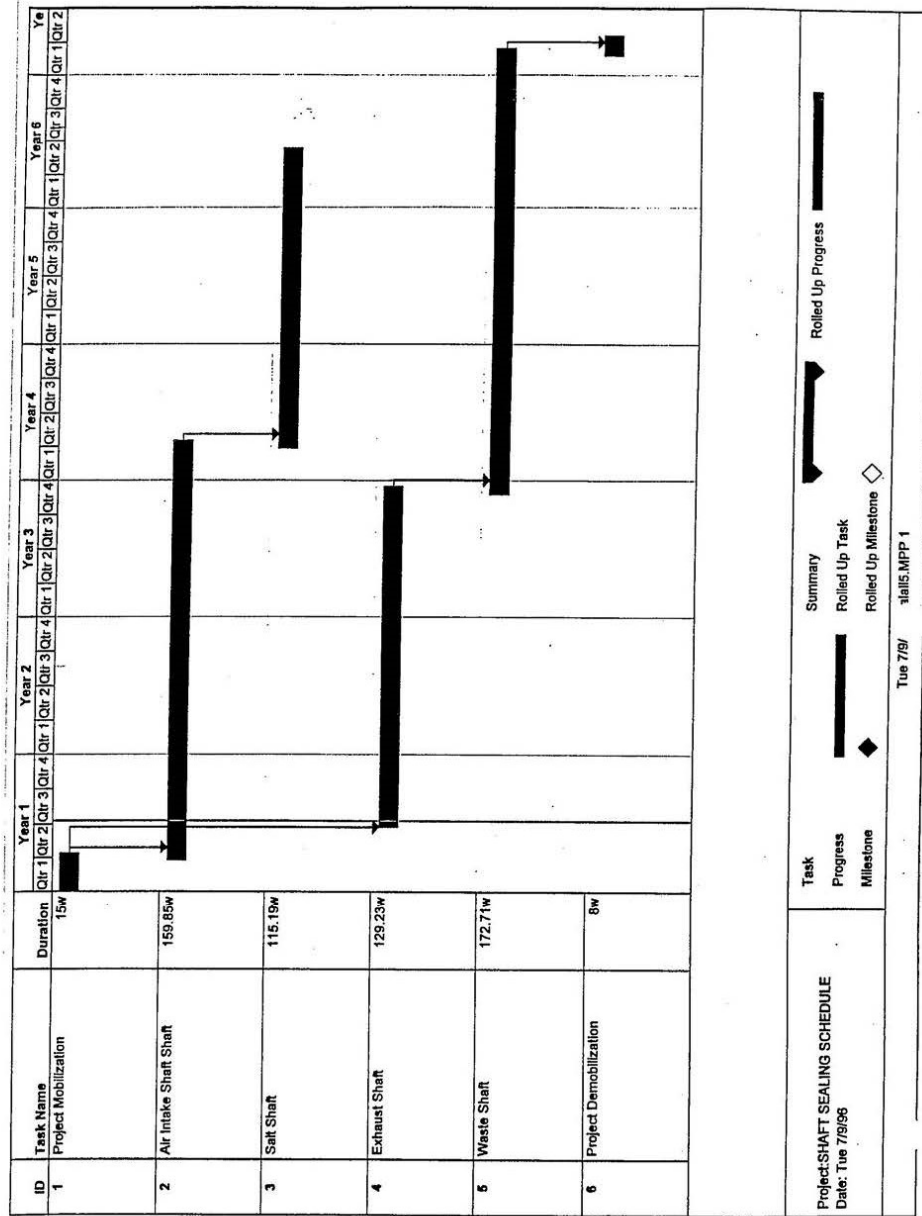 ID Task Name Duration Year 1 Year 2 Year 3 Year 4 Year 5 Year 6 Ye
Qtr 1 Qtr 2 Qtr 3 Qtr 4 Qtr 1 Qtr 2 Qtr 3 Qtr 4 Qtr 1 Qtr 2 Qtr 3 Qtr 4 Qtr 1 Qtr 2 Qtr 3 Qtr 4 Qtr 1 Qtr 2 Qtr 3 Qtr 4 Qtr 1 Qtr 2 Qtr 3 Qtr 4 Qtr 1 Qtr 2
1 Project Mobilization 15w
2 Air Intake Shaft Shaft 159.85w
3 Salt Shaft 115.19w
4 Exhaust Shaft 129.23w
5 Waste Shaft 172.71w
6 Project Demobilization 8w
Project:SHAFT SEALING SCHEDULE
Date: Tue 7/9/96
Task
Progress
Milestone
Summary
Rolled Up Task
Rolled Up Milestone
Rolled Up Progress
Tue 7/9/ all5.MPP 1